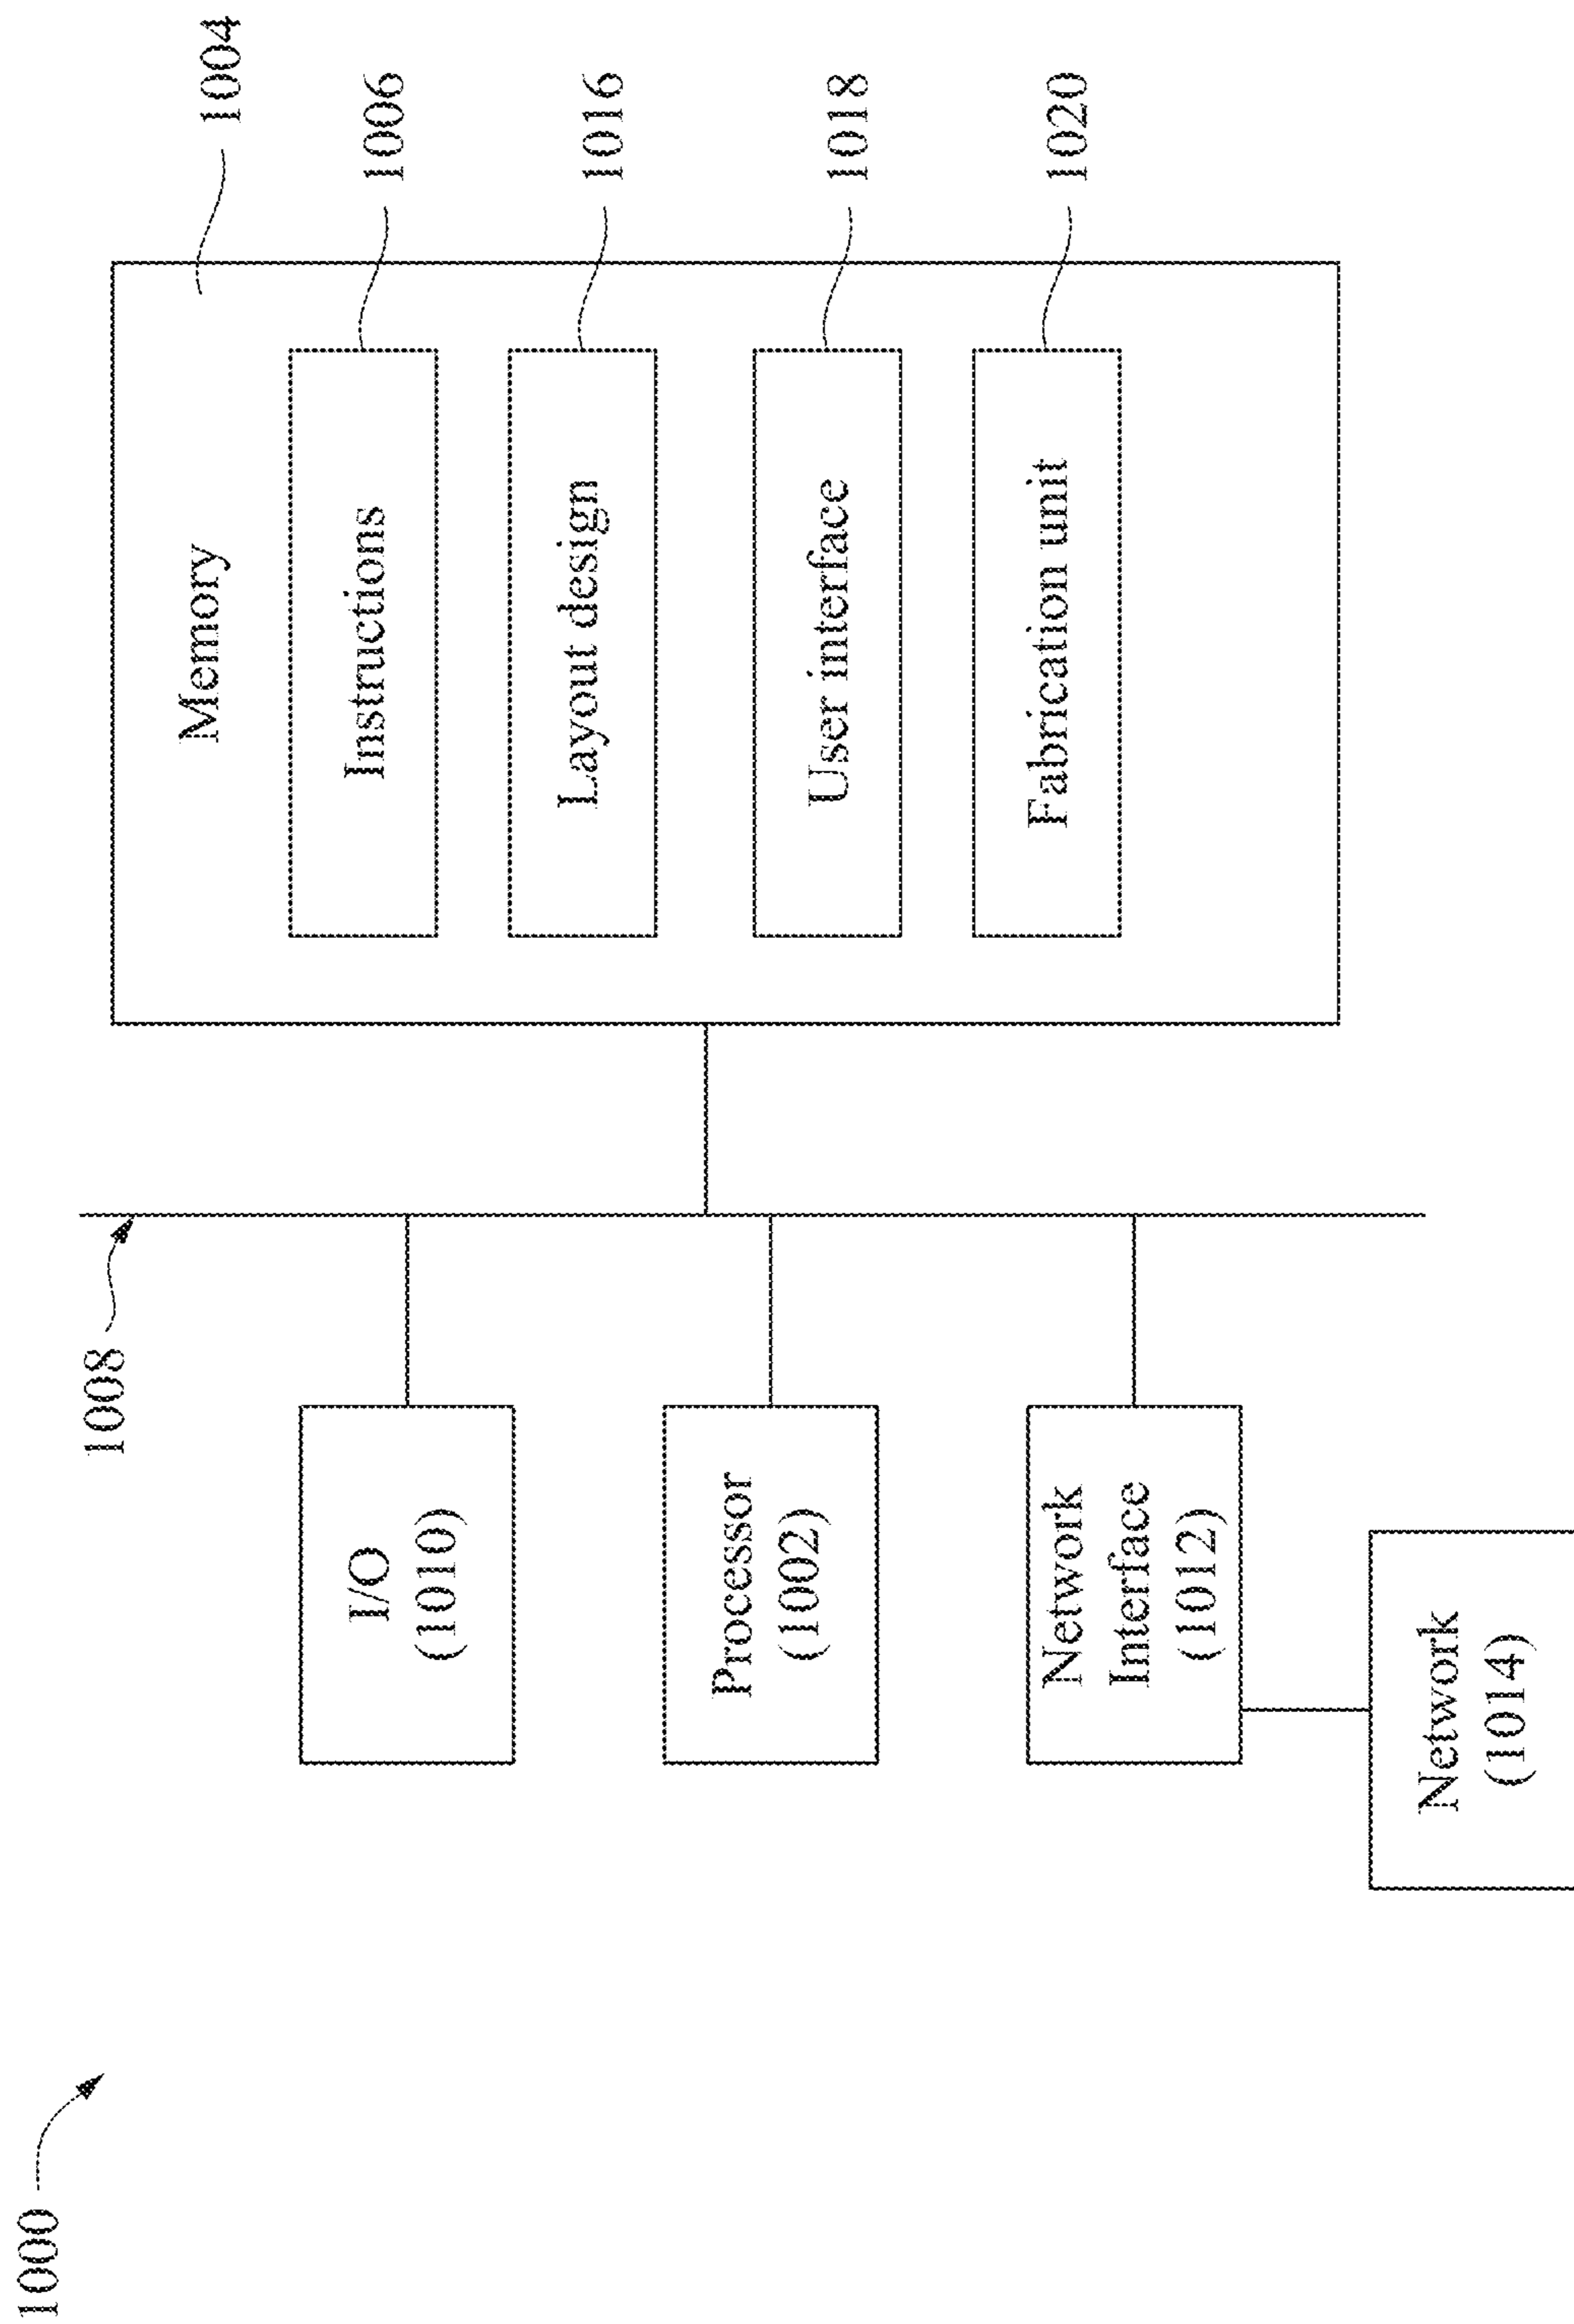 1000
1008
1004
Memory
I/O
(1010)
Instructions
1006
Layout design
1016
Processor
(1002)
User interface
1018
Network
Interface
(1012)
Fabrication unit
1020
Network
(1014)